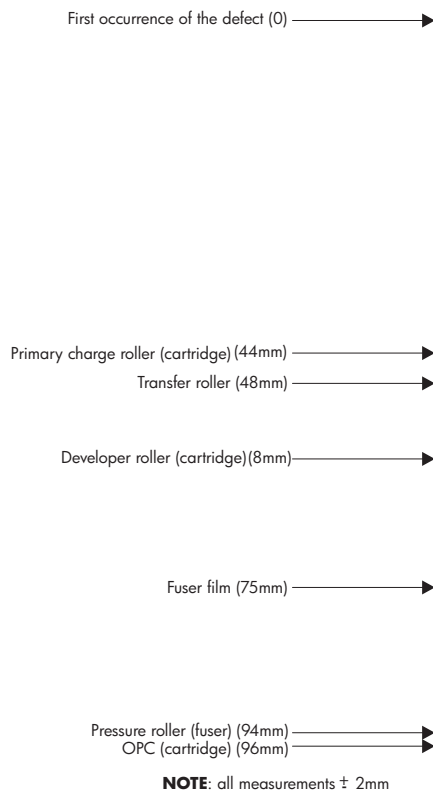 First occurrence of the defect (0)
Primary charge roller (cartridge) (44mm)
Transfer roller (48mm)
Developer roller (cartridge)(8mm)
Fuser film (75mm)
Pressure roller (fuser) (94mm)
OPC (cartridge) (96mm)
NOTE: all measurements ± 2mm